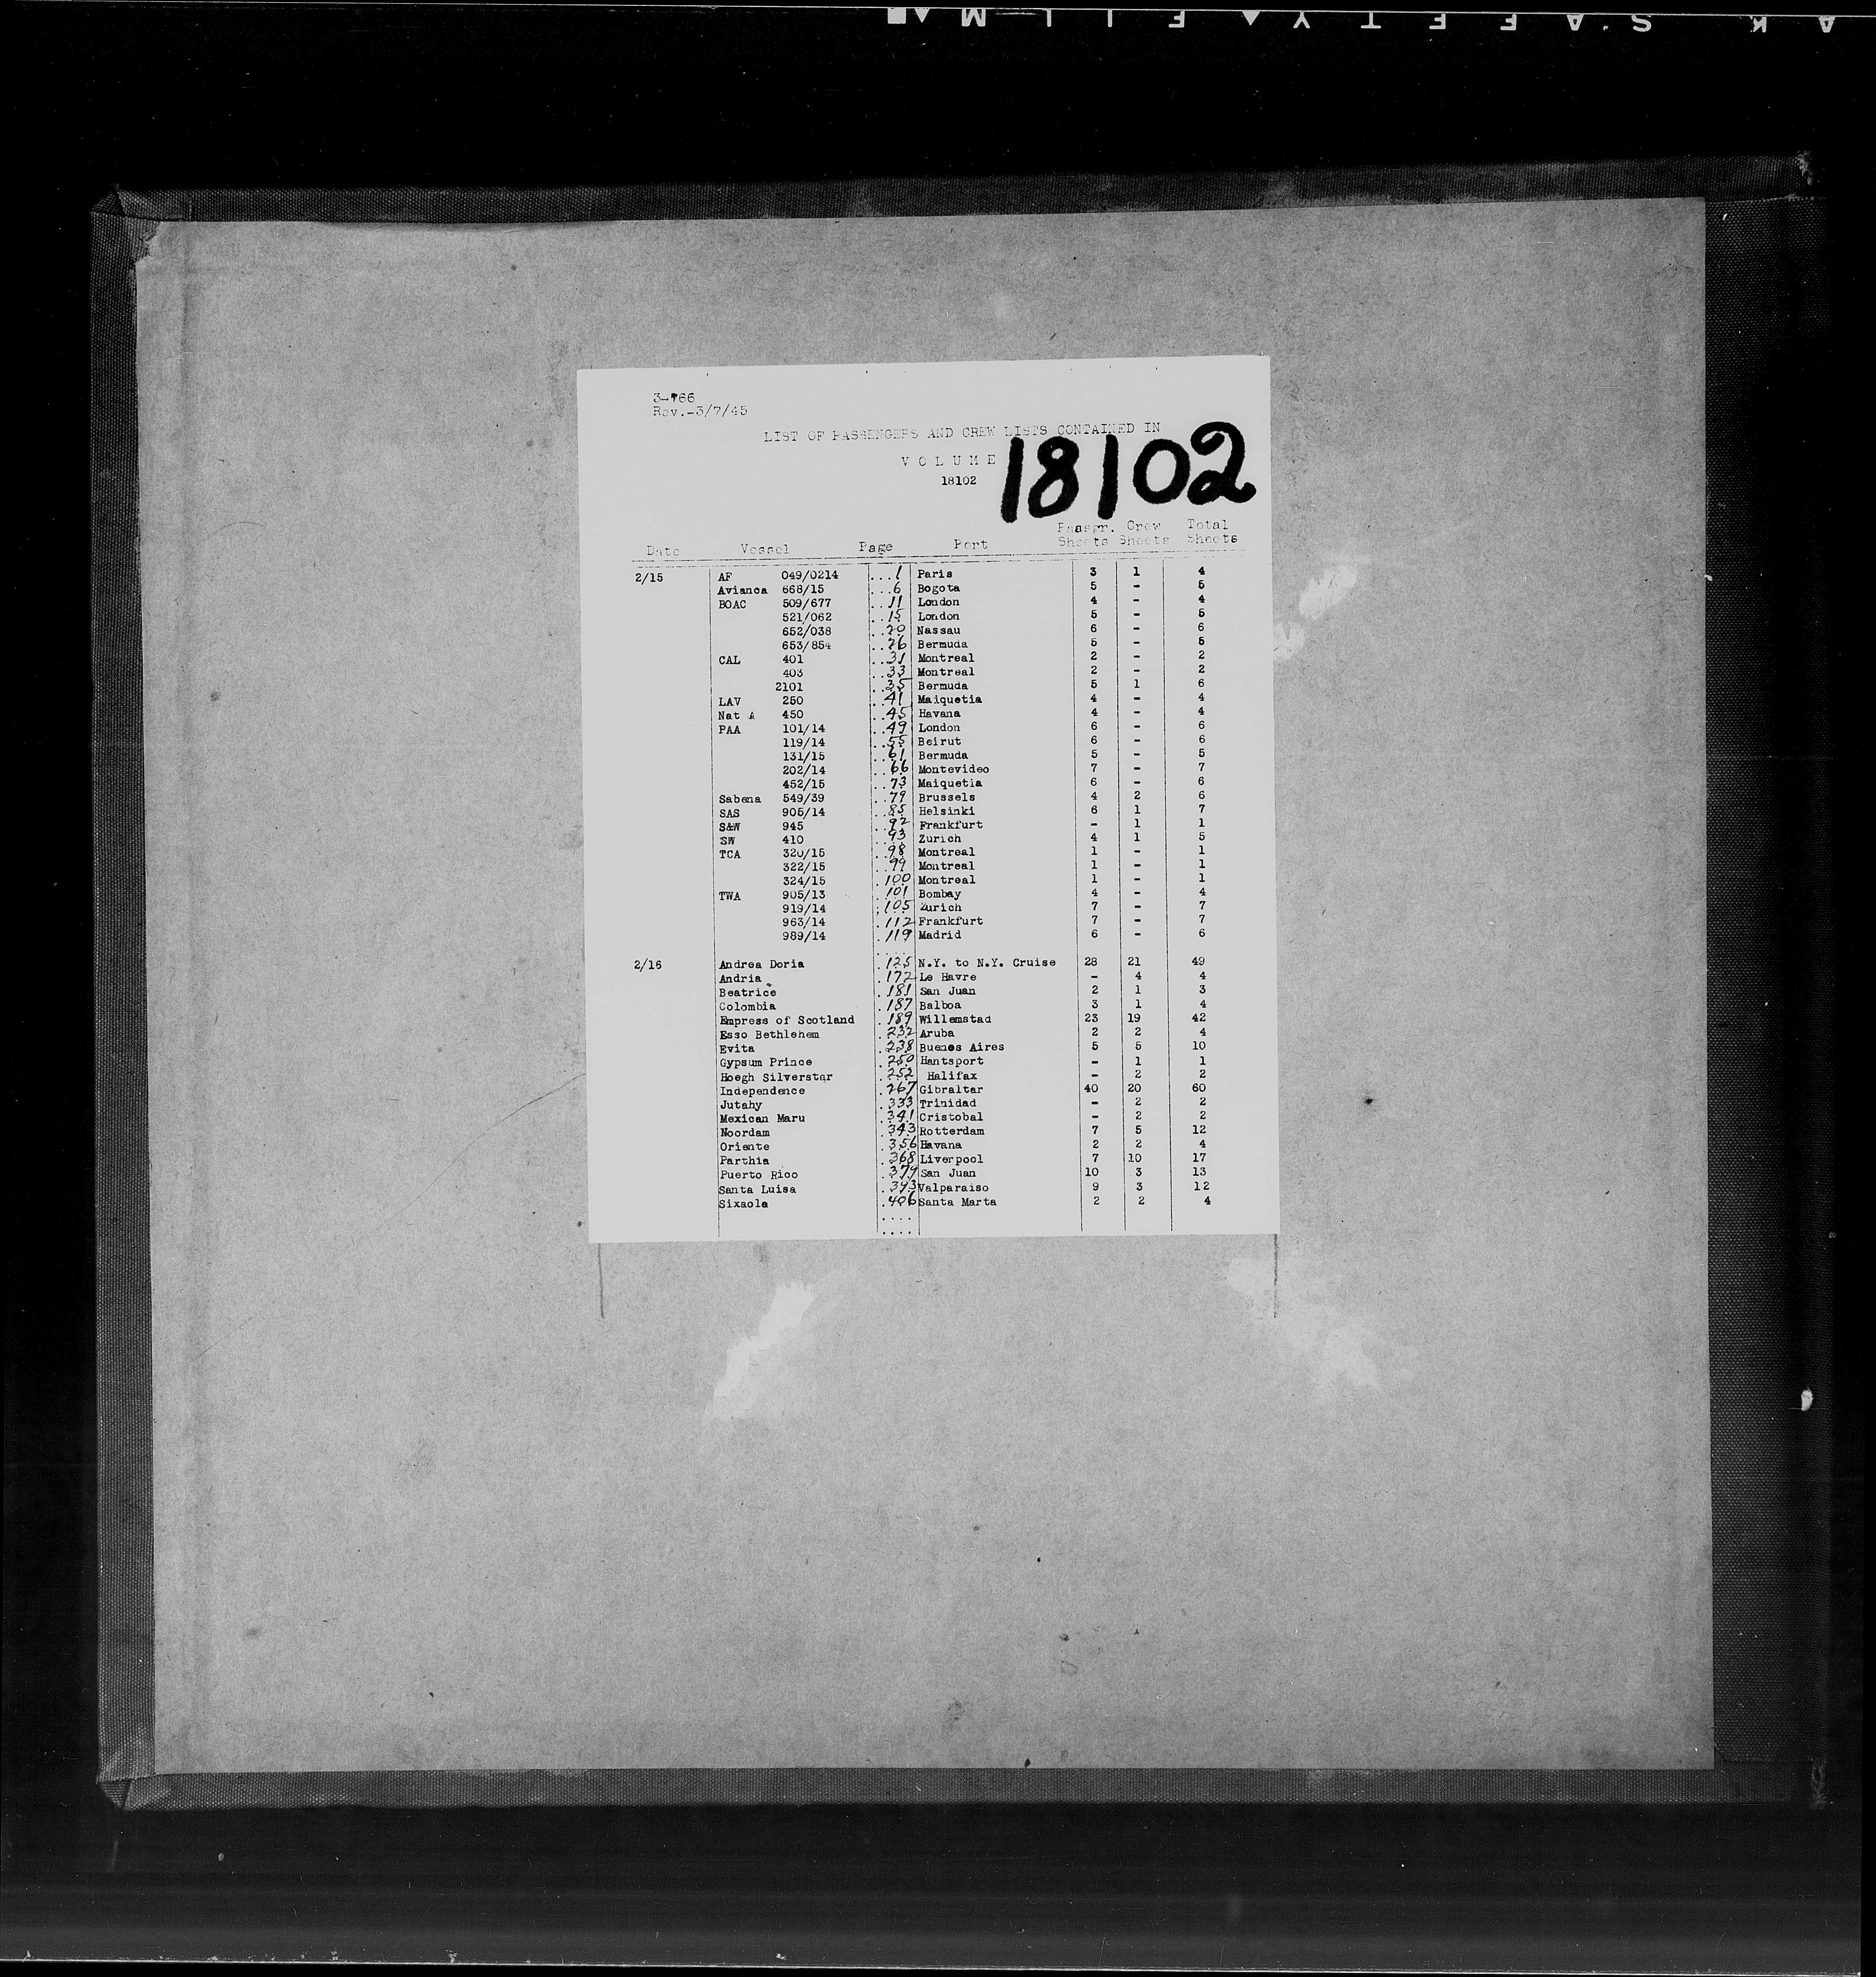 3-766
Rev.-3/7/45
LIST OF PASSENGERS AND CREW LISTS CONTAINED IN
VOLUME 18102
18102
Date Vessel Page Port Passgr. Sheets Crew Sheets Total Sheets
2/15 AF 049/0214 ...1 Paris 3 1 4
Avianca 668/15 ...6 Bogota 5 - 5
BOAC 509/677 ..11 London 4 - 4
521/062 ..15 London 5 - 5
652/038 ..20 Nassau 6 - 6
653/854 ..26 Bermuda 5 - 5
CAL 401 ..31 Montreal 2 - 2
403 ..33 Montreal 2 - 2
2101 ..35 Bermuda 5 1 6
LAV 250 ..41 Maiquetia 4 - 4
Nat A 450 ..45 Havana 4 - 4
PAA 101/14 ..49 London 6 - 6
119/14 ..55 Beirut 6 - 6
131/15 ..61 Bermuda 5 - 5
202/14 ..66 Montevideo 7 - 7
452/15 ..73 Maiquetia 6 - 6
Sabena 549/39 ..79 Brussels 4 2 6
SAS 905/14 ..85 Helsinki 6 1 7
S&W 945 ..92 Frankfurt - 1 1
SW 410 ..93 Zurich 4 1 5
TCA 320/15 ..98 Montreal 1 - 1
322/15 ..99 Montreal 1 - 1
324/15 .100 Montreal 1 - 1
TWA 905/13 .101 Bombay 4 - 4
919/14 .105 Zurich 7 - 7
963/14 .112 Frankfurt 7 - 7
989/14 .119 Madrid 6 - 6
2/16 Andrea Doria .125 N.Y. to N.Y. Cruise 28 21 49
Andria .177 Le Havre - 4 4
Beatrice .181 San Juan 2 1 3
Colombia .187 Balboa 3 1 4
Empress of Scotland .189 Willemstad 23 19 42
Esso Bethlehem .232 Aruba 2 2 4
Evita .238 Buenos Aires 5 5 10
Gypsum Prince .250 Hantsport - 1 1
Hoegh Silverstar .252 Halifax - 2 2
Independence .267 Gibraltar 40 20 60
Jutahy .333 Trinidad - 2 2
Mexican Maru .341 Cristobal - 2 2
Noordam .343 Rotterdam 7 5 12
Oriente .356 Havana 2 2 4
Parthia .368 Liverpool 7 10 17
Puerto Rico .379 San Juan 10 3 13
Santa Luisa .393 Valparaiso 9 3 12
Sixaola .406 Santa Marta 2 2 4